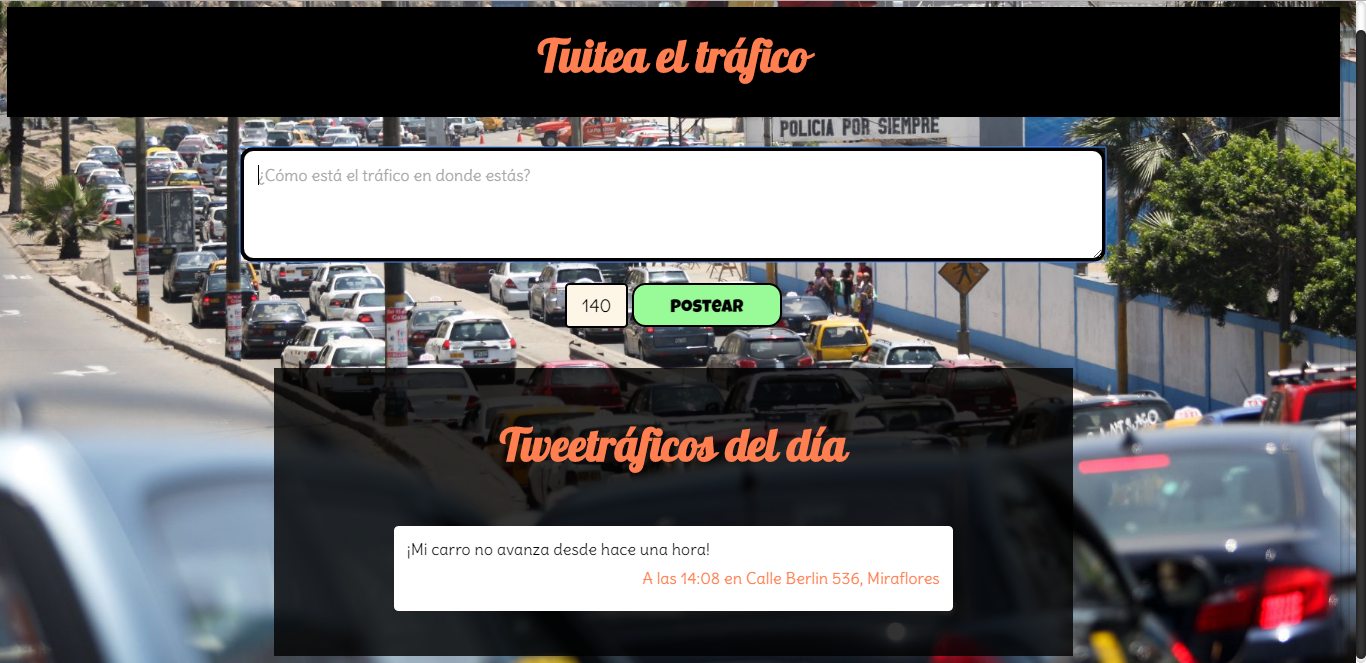 Tuitea el tráfico
POLICIA POR SIEMPRE
¿Cómo está el tráfico en donde estás?
140
Postear
Tweetráficos del día
¡Mi carro no avanza desde hace una hora!
A las 14:08 en Calle Berlin 536, Miraflores